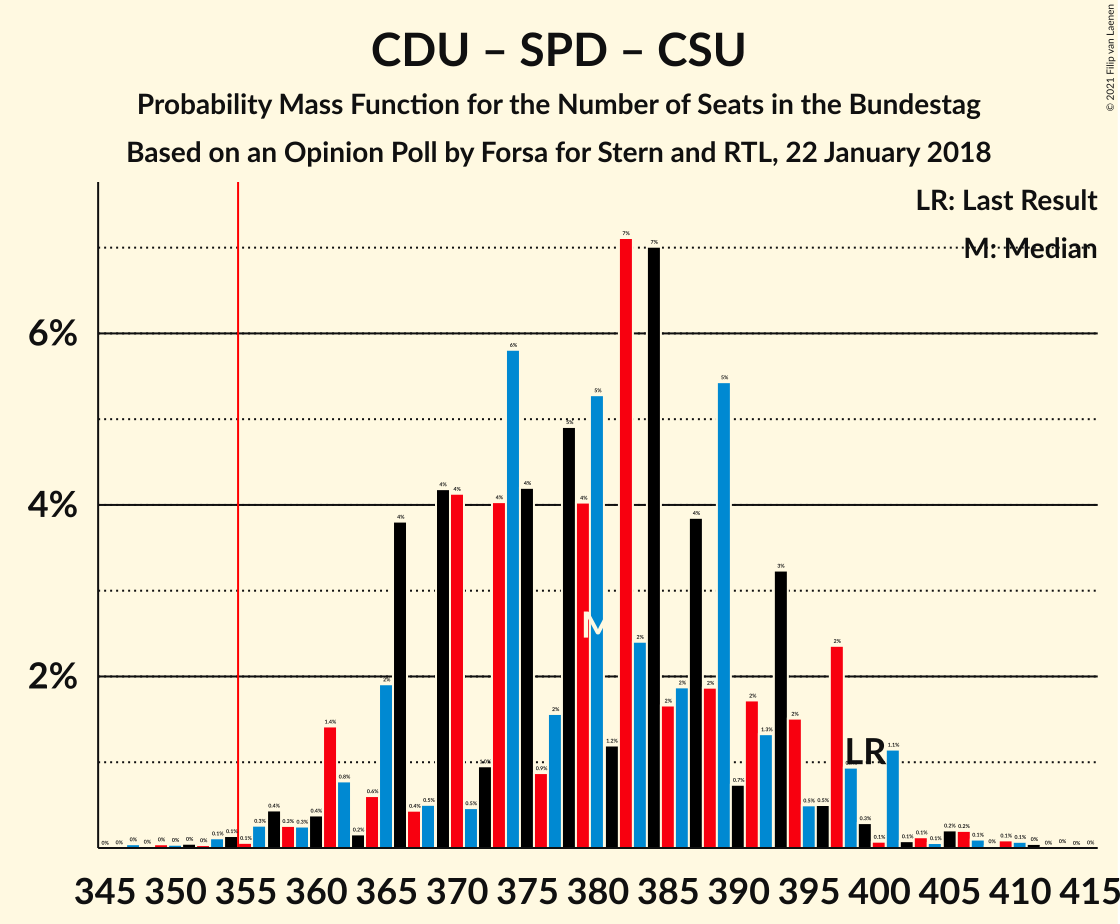 CDU – SPD – CSU
Probability Mass Function for the Number of Seats in the Bundestag
Based on an Opinion Poll by Forsa for Stern and RTL, 22 January 2018
© 2021 Filip van Laenen
LR: Last Result
M: Median
6%
4%
2%
0% 0% 0% 0% 0% 0% 0% 0% 0.1% 0.1% 0.1% 0.3% 0.4% 0.3% 0.3% 0.4% 1.4% 0.8% 0.2% 0.6% 2% 4% 0.4% 0.5% 4% 4% 0.5% 1.0% 4% 6% 4% 0.9% 2% 5% 4% 5% 1.2% 7% 2% 7% 2% 2% 4% 2% 5% 0.7% 2% 1.3% 3% 2% 0.5% 0.5% 2% 0.3% 0.1% 1.1% 0.1% 0.1% 0.1% 0.2% 0.2% 0.1% 0% 0.1% 0.1% 0% 0% 0% 0% 0%
M
LR
345 350 355 360 365 370 375 380 385 390 395 400 405 410 415